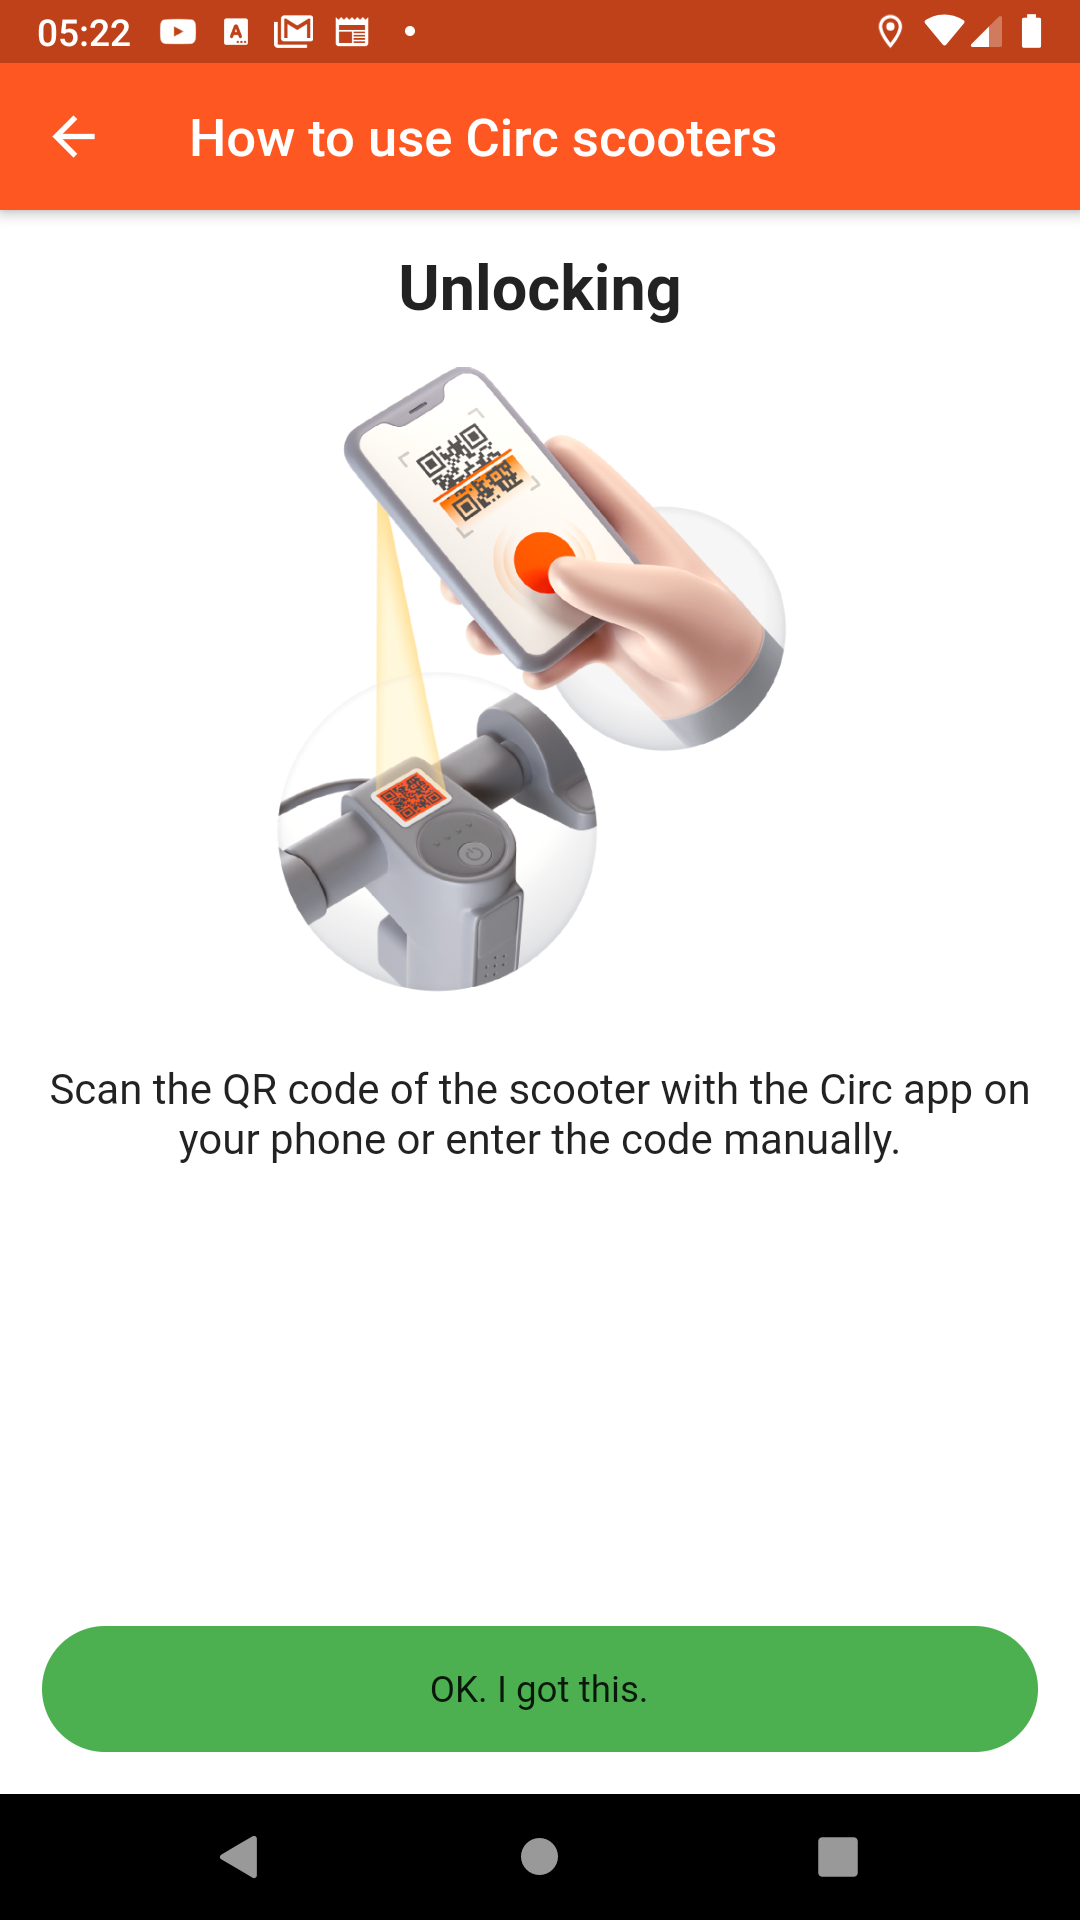 05:22
How to use Circ scooters
Unlocking
Scan the QR code of the scooter with the Circ app on
your phone or enter the code manually.
OK. I got this.